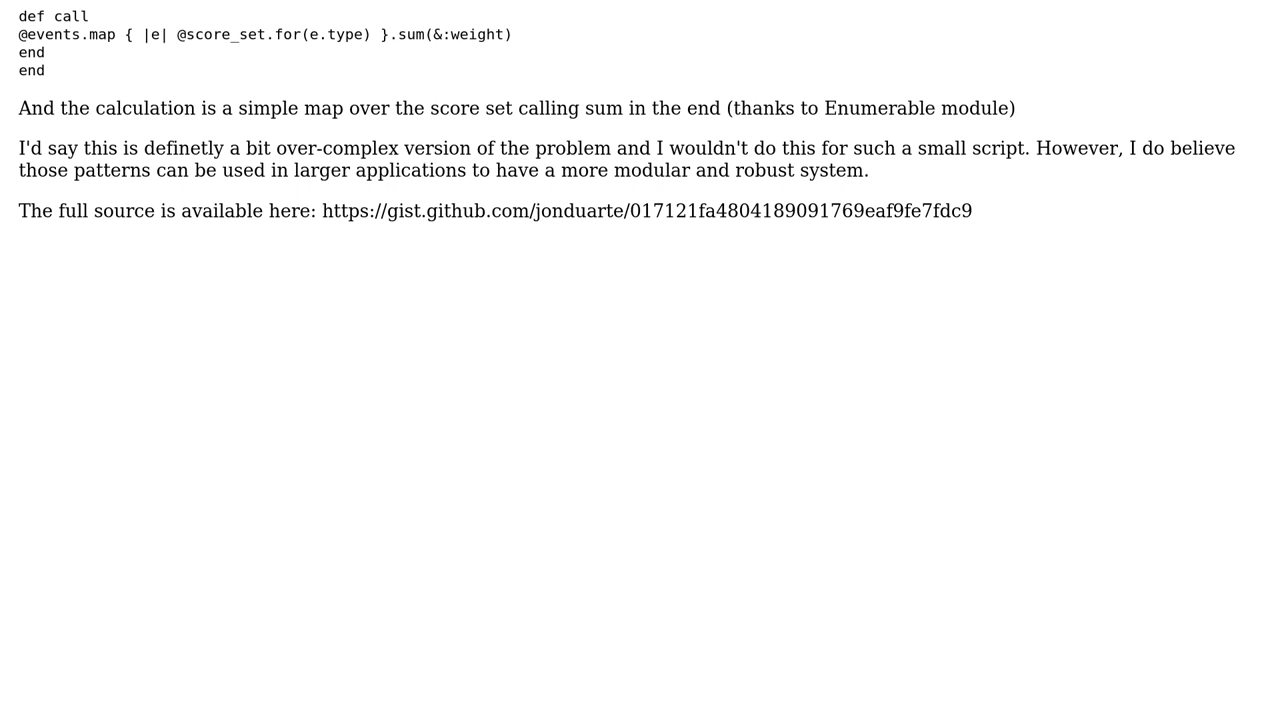 def call
@events.map { |e| @score_set.for(e.type) }.sum(&:weight)
end
end
And the calculation is a simple map over the score set calling sum in the end (thanks to Enumerable module)
I'd say this is definetly a bit over-complex version of the problem and I wouldn't do this for such a small script. However, I do believe
those patterns can be used in larger applications to have a more modular and robust system.
The full source is available here: https://gist.github.com/jonduarte/017121fa4804189091769eaf9fe7fdc9